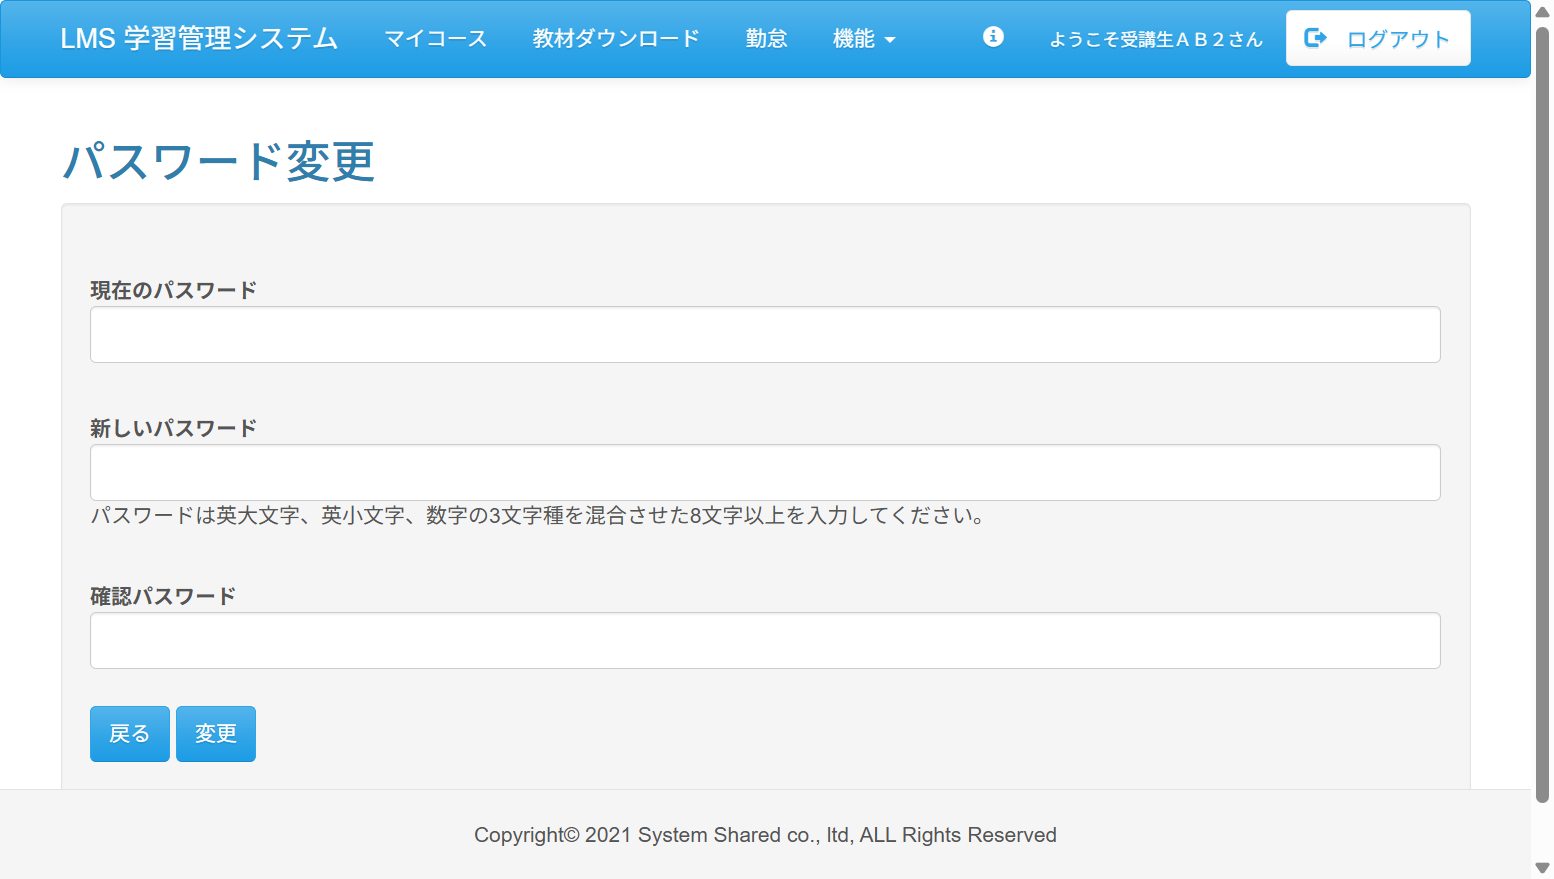 LMS 学習管理システム マイコース 教材ダウンロード 勤怠 機能 ようこそ受講生ＡＢ２さん ログアウト
パスワード変更
現在のパスワード
新しいパスワード
パスワードは英大文字、英小文字、数字の3文字種を混合させた8文字以上を入力してください。
確認パスワード
戻る 変更
Copyright© 2021 System Shared co., ltd, ALL Rights Reserved